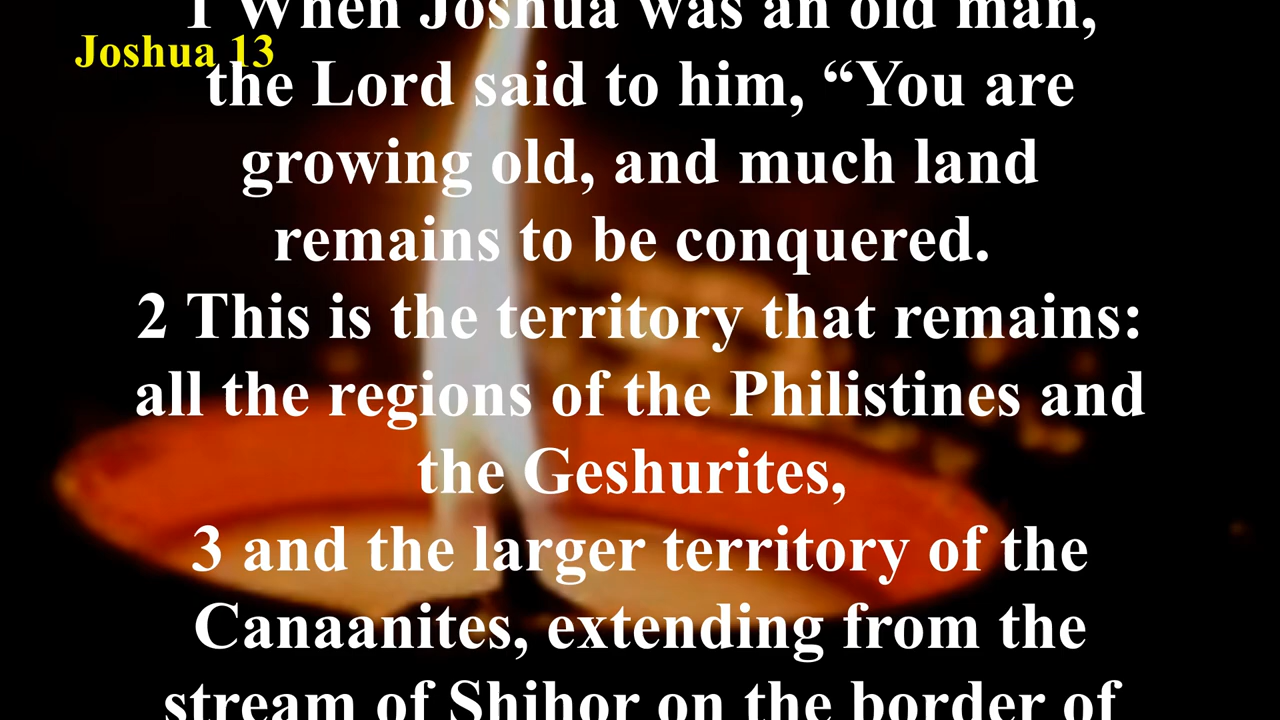 1 When Joshua was an old man,
Joshua 13
the Lord said to him, “You are
growing old, and much land
remains to be conquered.
2 This is the territory that remains:
all the regions of the Philistines and
the Geshurites,
3 and the larger territory of the
Canaanites, extending from the
stream of Shihor on the border of